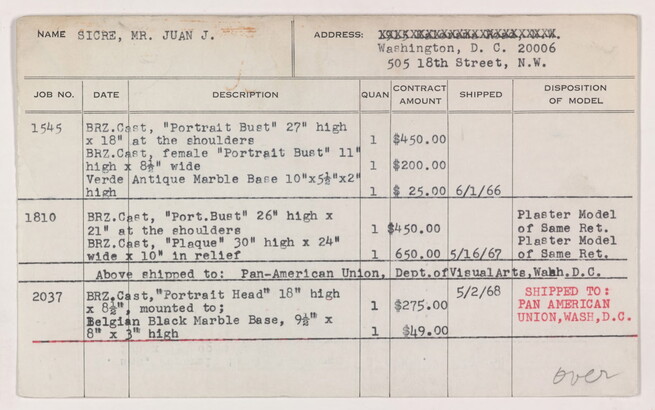 NAME SICRE, MR. JUAN J. ADDRESS:
Washington, D. C. 20006
505 18th Street, N.W.
JOB NO. DATE DESCRIPTION QUAN CONTRACT AMOUNT SHIPPED DISPOSITION OF MODEL
1545 BRZ.Cast, "Portrait Bust" 27" high
x 18" at the shoulders 1 $450.00
BRZ.Cast, female "Portrait Bust" 11"
high x 8½" wide 1 $200.00
Verde Antique Marble Base 10"x5½"x2"
high 1 $ 25.00 6/1/66
1810 BRZ.Cast, "Port.Bust" 26" high x Plaster Model
21" at the shoulders 1 $450.00 of Same Ret.
BRZ.Cast, "Plaque" 30" high x 24" Plaster Model
wide x 10" in relief 1 650.00 5/16/67 of Same Ret.
Above shipped to: Pan-American Union, Dept.ofVisualArts,Wash,D.C.
2037 BRZ.Cast,"Portrait Head" 18" high 5/2/68 SHIPPED TO:
x 8½", mounted to; 1 $275.00 PAN AMERICAN
Belgian Black Marble Base, 9½" x UNION,WASH,D.C.
8" x 3" high 1 $49.00
over